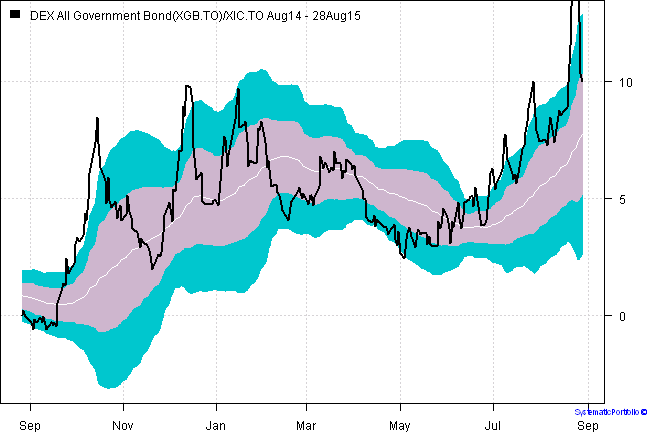 DEX All Government Bond(XGB.TO)/XIC.TO Aug14 - 28Aug15
10
5
0
Sep Nov Jan Mar May Jul Sep
SystematicPortfolio ©